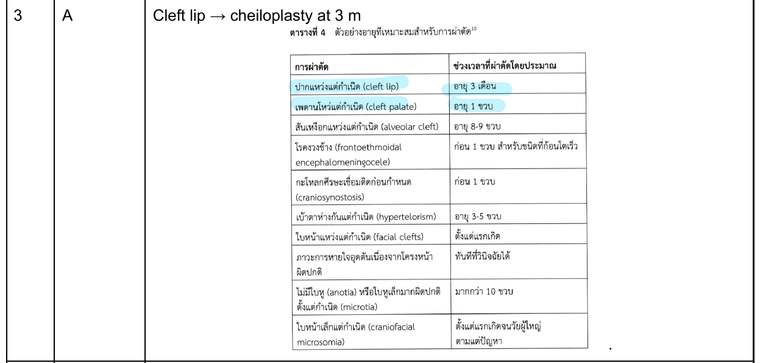 3 A Cleft lip → cheiloplasty at 3 m
ตารางที่ 4 ตัวอย่างอายุที่เหมาะสมสำหรับการผ่าตัด¹⁰
การผ่าตัด ช่วงเวลาที่ผ่าตัดโดยประมาณ
ปากแหว่งแต่กำเนิด (cleft lip) อายุ 3 เดือน
เพดานโหว่แต่กำเนิด (cleft palate) อายุ 1 ขวบ
สันเหงือกแหว่งแต่กำเนิด (alveolar cleft) อายุ 8-9 ขวบ
โรคงวงช้าง (frontoethmoidal ก่อน 1 ขวบ สำหรับชนิดที่ก้อนโตเร็ว
encephalomeningocele)
กะโหลกศีรษะเชื่อมติดก่อนกำหนด ก่อน 1 ขวบ
(craniosynostosis)
เบ้าตาห่างกันแต่กำเนิด (hypertelorism) อายุ 3-5 ขวบ
ใบหน้าแหว่งแต่กำเนิด (facial clefts) ตั้งแต่แรกเกิด
ภาวะการหายใจอุดตันเนื่องจากโครงหน้า ทันทีที่วินิจฉัยได้
ผิดปกติ
ไม่มีใบหู (anotia) หรือใบหูเล็กมากผิดปกติ มากกว่า 10 ขวบ
ตั้งแต่กำเนิด (microtia)
ใบหน้าเล็กแต่กำเนิด (craniofacial ตั้งแต่แรกเกิดจนวัยผู้ใหญ่
microsomia) ตามแต่ปัญหา